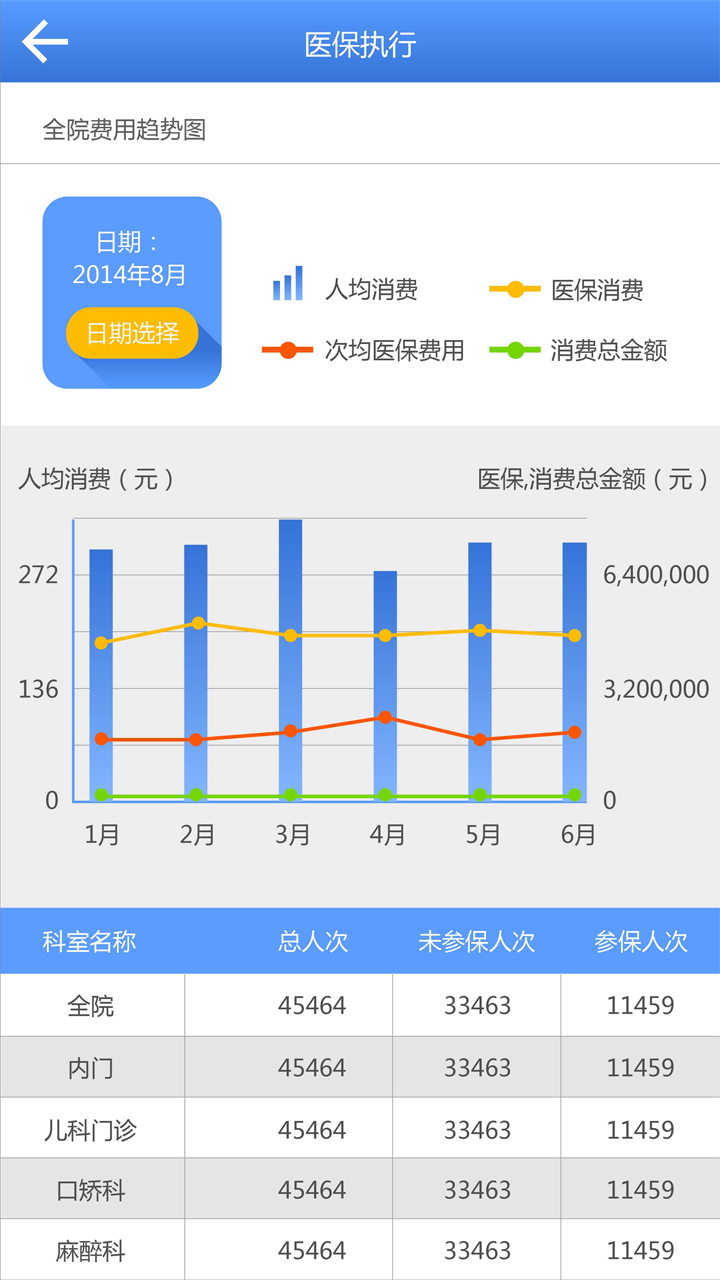 医保执行
全院费用趋势图
日期：
2014年8月
日期选择
人均消费
医保消费
次均医保费用
消费总金额
人均消费（元）
医保,消费总金额（元）
272
6,400,000
136
3,200,000
0
0
1月 2月 3月 4月 5月 6月
科室名称 总人次 未参保人次 参保人次
全院 45464 33463 11459
内门 45464 33463 11459
儿科门诊 45464 33463 11459
口矫科 45464 33463 11459
麻醉科 45464 33463 11459